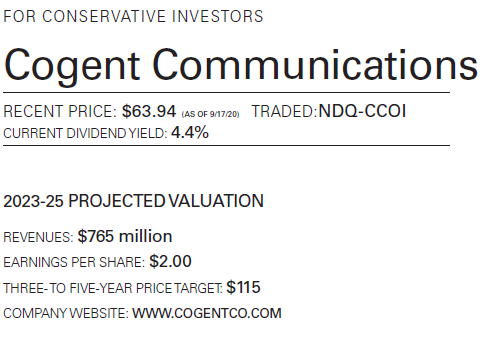 FOR CONSERVATIVE INVESTORS
Cogent Communications
RECENT PRICE: $63.94 (AS OF 9/17/20) TRADED:NDQ-CCOI
CURRENT DIVIDEND YIELD: 4.4%
2023-25 PROJECTED VALUATION
REVENUES: $765 million
EARNINGS PER SHARE: $2.00
THREE- TO FIVE-YEAR PRICE TARGET: $115
COMPANY WEBSITE: WWW.COGENTCO.COM